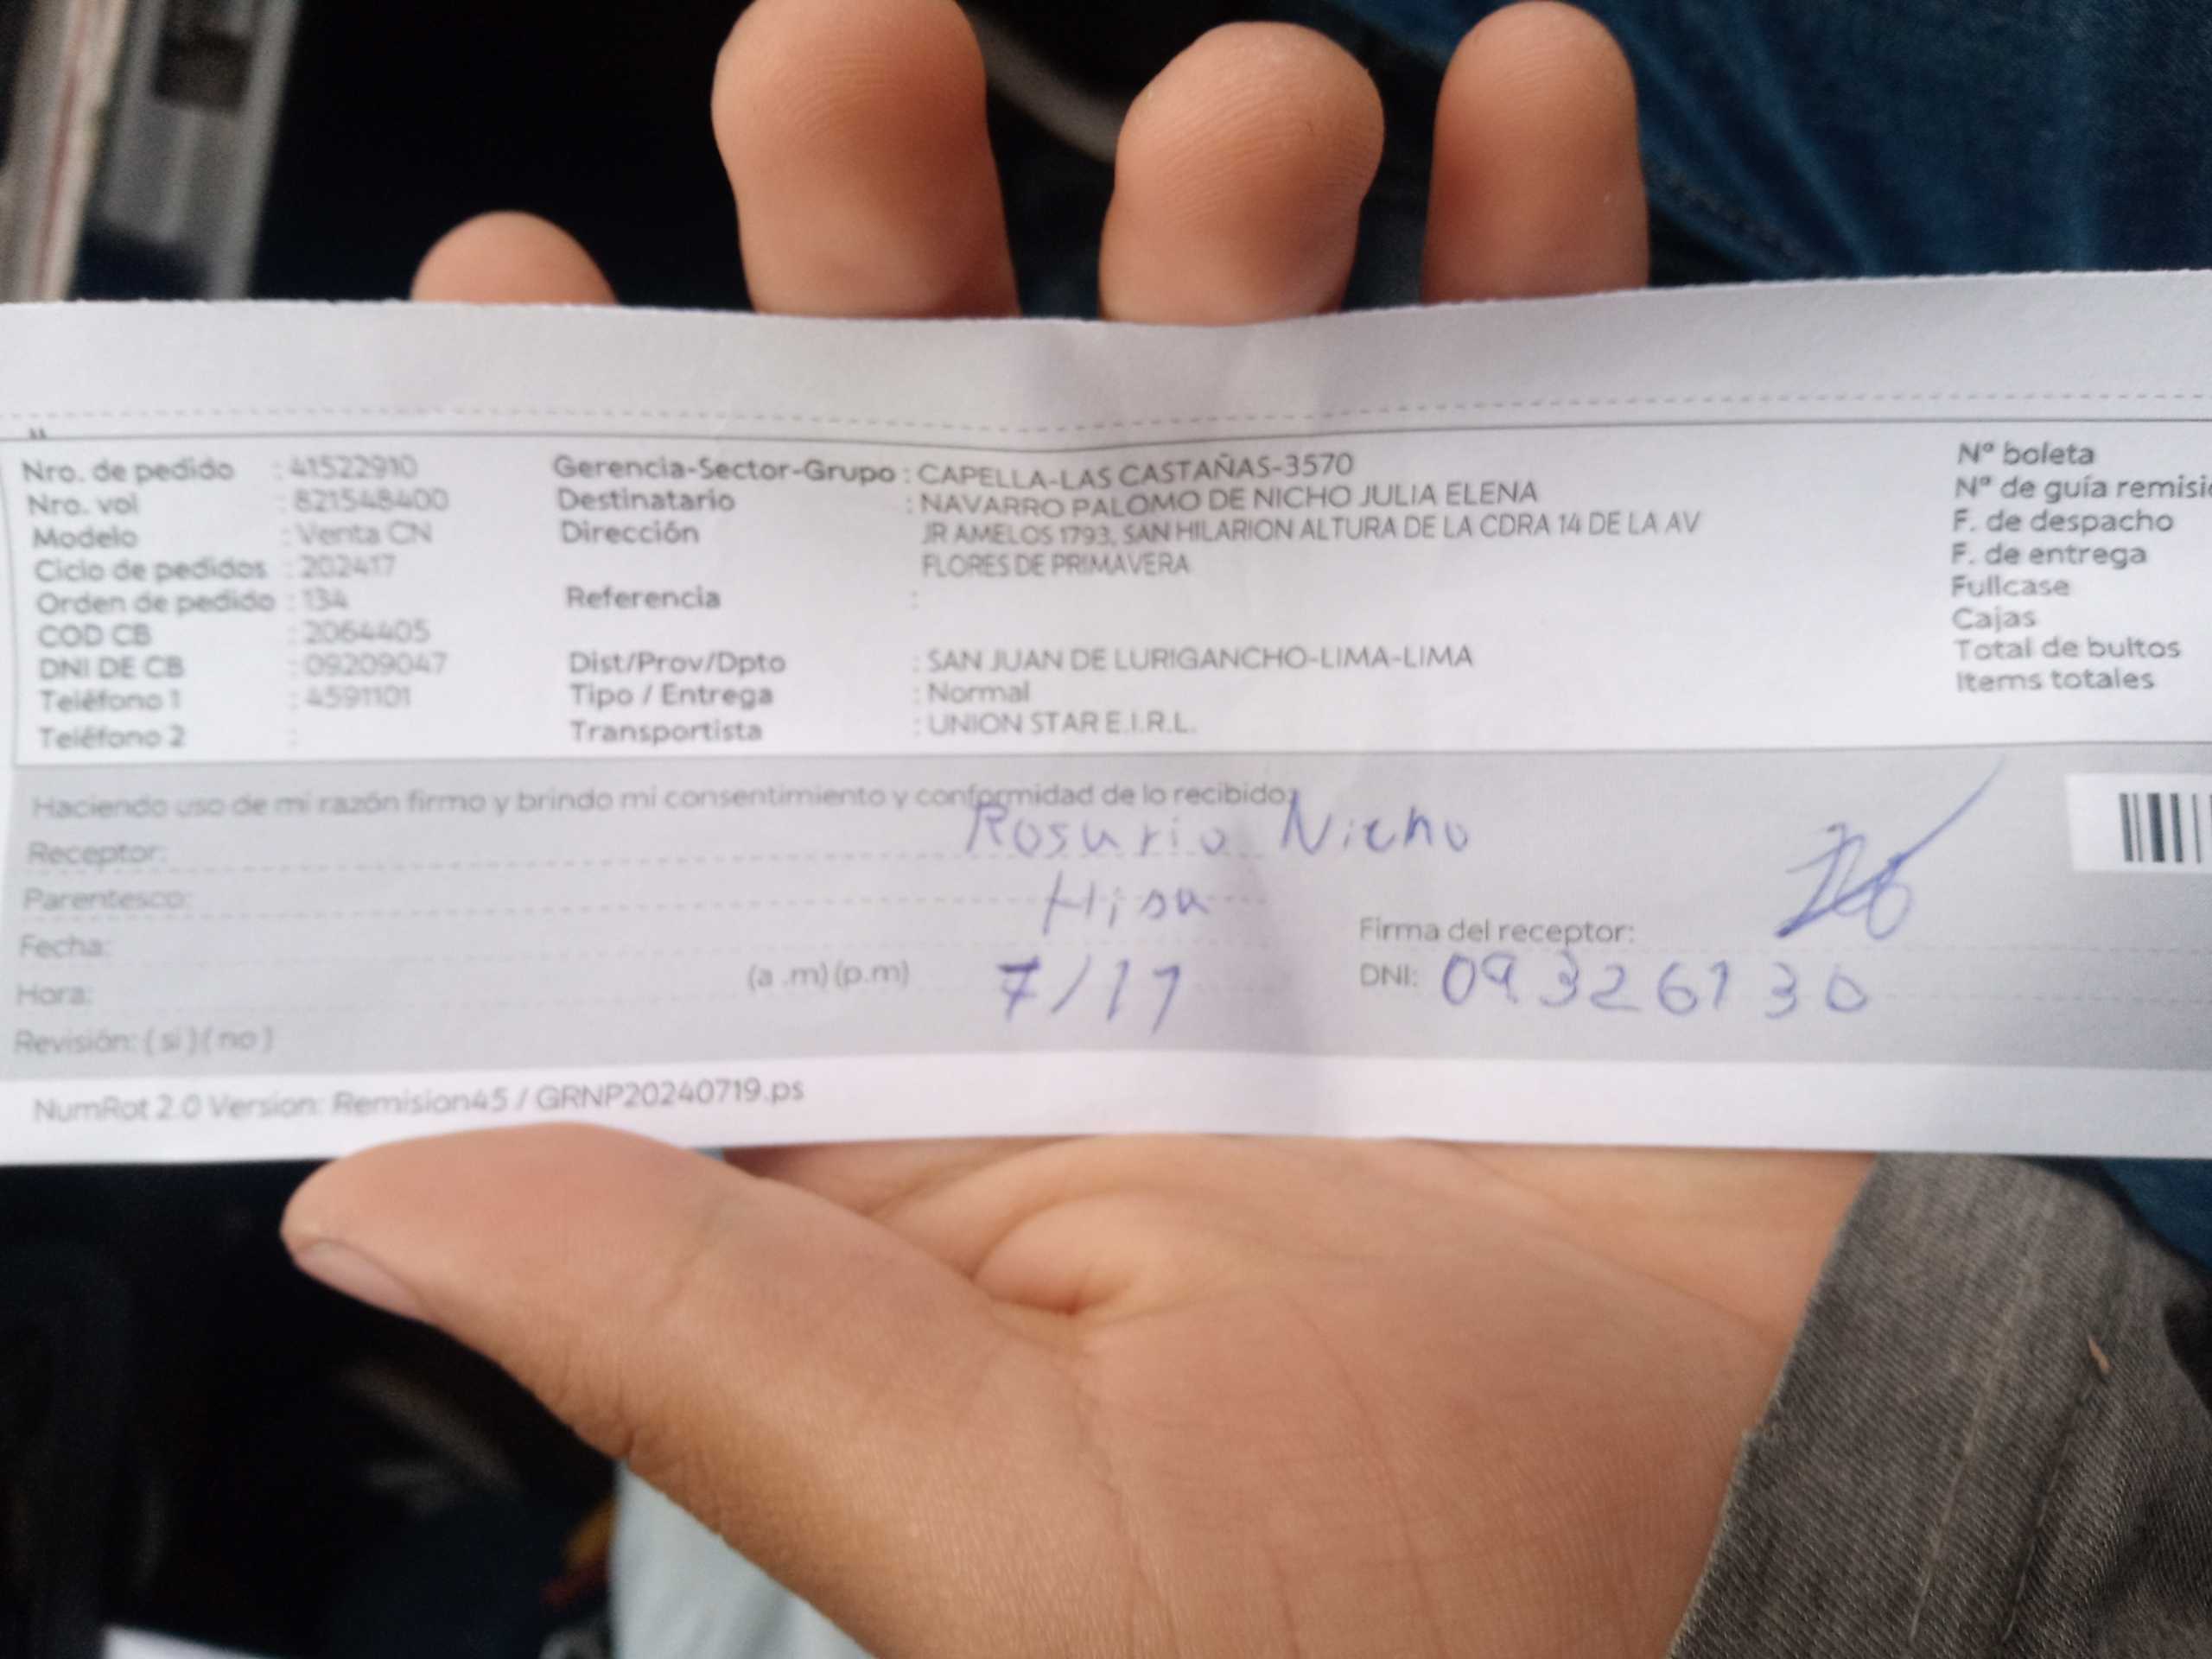 Nro. de pedido : 41522910 Gerencia-Sector-Grupo : CAPELLA-LAS CASTAÑAS-3570 Nº boleta
Nro. vol : 821548400 Destinatario : NAVARRO PALOMO DE NICHO JULIA ELENA Nº de guía
Modelo : Venta CN Dirección JR AMELOS 1793, SAN HILARION ALTURA DE LA CDRA 14 DE LA AV F. de despacho
Ciclo de pedidos : 202417 FLORES DE PRIMAVERA F. de entrega
Orden de pedido : 134 Referencia : Fullcase
COD CB : 2064405 Cajas
DNI DE CB : 09209047 Dist/Prov/Dpto : SAN JUAN DE LURIGANCHO-LIMA-LIMA Total de bultos
Teléfono 1 : 4591101 Tipo / Entrega : Normal Items totales
Teléfono 2 : Transportista : UNION STAR E.I.R.L.
Haciendo uso de mi razón firmo y brindo mi consentimiento y conformidad de lo recibido:
Receptor: Rosurio Nicho
Parentesco: Hisa
Fecha: 7/11 Firma del receptor:
Hora: (a .m) (p.m) DNI: 09326130
Revisión: ( si ) ( no )
NumRot 2.0 Version: Remision45 / GRNP20240719.ps